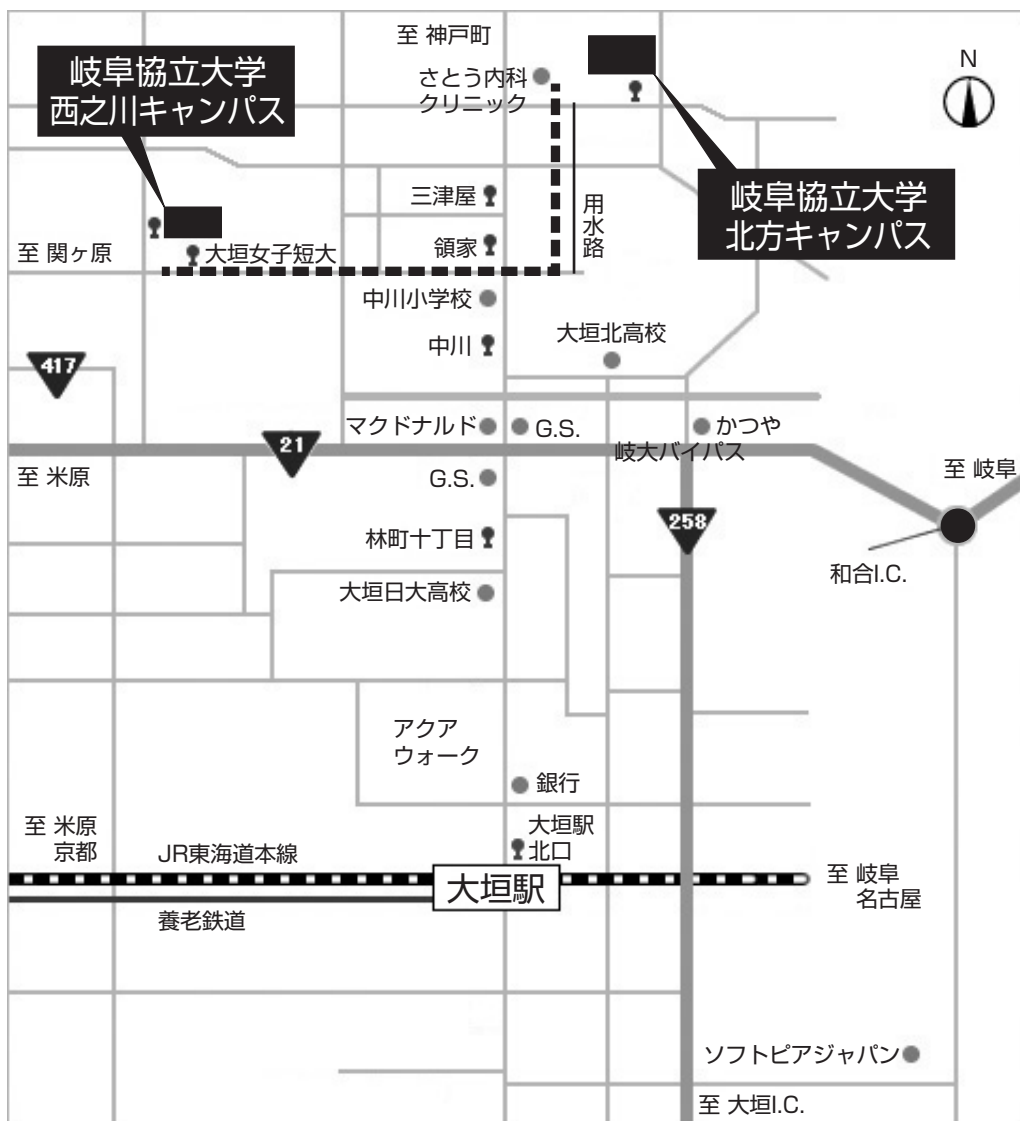 至 神戸町
岐阜協立大学
西之川キャンパス
さとう内科
クリニック
N
岐阜協立大学
北方キャンパス
三津屋
用水路
至 関ヶ原
大垣女子短大
領家
中川小学校
中川
大垣北高校
417
マクドナルド
G.S.
かつや
21
岐大バイパス
至 米原
G.S.
至 岐阜
258
林町十丁目
和合I.C.
大垣日大高校
アクア
ウォーク
銀行
至 米原
京都
大垣駅
北口
JR東海道本線
大垣駅
至 岐阜
名古屋
養老鉄道
ソフトピアジャパン
至 大垣I.C.